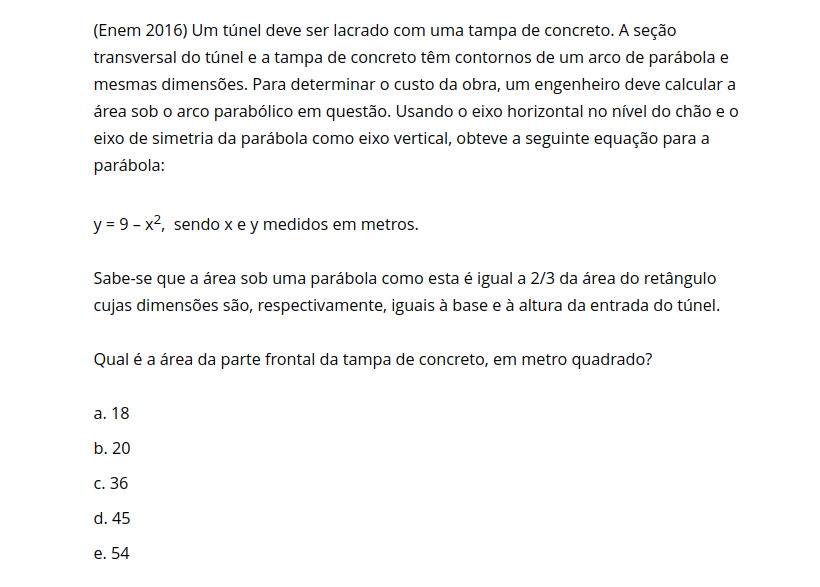 (Enem 2016) Um túnel deve ser lacrado com uma tampa de concreto. A seção
transversal do túnel e a tampa de concreto têm contornos de um arco de parábola e
mesmas dimensões. Para determinar o custo da obra, um engenheiro deve calcular a
área sob o arco parabólico em questão. Usando o eixo horizontal no nível do chão e o
eixo de simetria da parábola como eixo vertical, obteve a seguinte equação para a
parábola:
y = 9 – x², sendo x e y medidos em metros.
Sabe-se que a área sob uma parábola como esta é igual a 2/3 da área do retângulo
cujas dimensões são, respectivamente, iguais à base e à altura da entrada do túnel.
Qual é a área da parte frontal da tampa de concreto, em metro quadrado?
a. 18
b. 20
c. 36
d. 45
e. 54